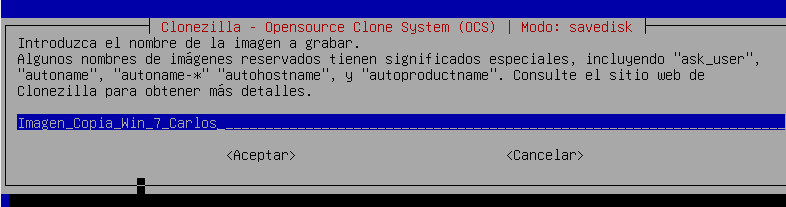 Clonezilla - Opensource Clone System (OCS) | Modo: savedisk
Introduzca el nombre de la imagen a grabar.
Algunos nombres de imágenes reservados tienen significados especiales, incluyendo "ask_user",
"autoname", "autoname-*" "autohostname", y "autoproductname". Consulte el sitio web de
Clonezilla para obtener más detalles.
Imagen_Copia_Win_7_Carlos_
<Aceptar> <Cancelar>